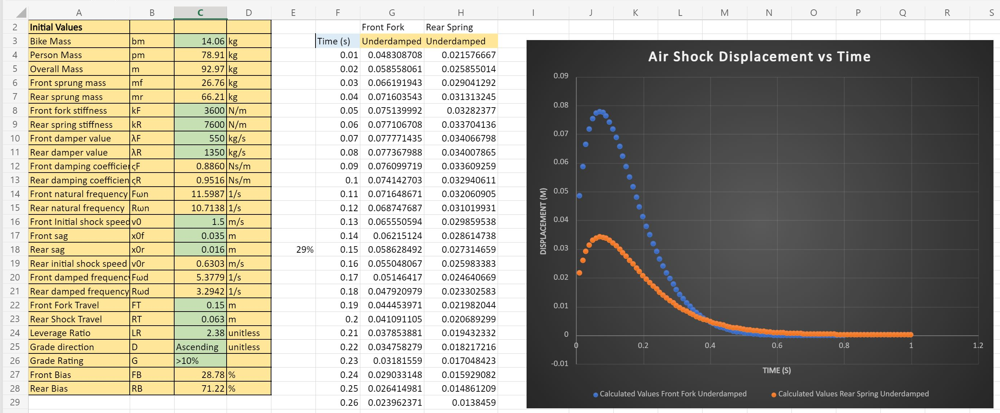 A B C D E F G H I J K L M N O P Q R S
2 Initial Values Front Fork Rear Spring
3 Bike Mass bm 14.06 kg Time (s) Underdamped Underdamped
4 Person Mass pm 78.91 kg 0.01 0.048308708 0.021576667
5 Overall Mass m 92.97 kg 0.02 0.058558061 0.025855014
6 Front sprung mass mf 26.76 kg 0.03 0.066191943 0.029041292
7 Rear sprung mass mr 66.21 kg 0.04 0.071603543 0.031313245
8 Front fork stiffness kF 3600 N/m 0.05 0.075139992 0.03282377
9 Rear spring stiffness kR 7600 N/m 0.06 0.077106708 0.033704136
10 Front damper value λF 550 kg/s 0.07 0.077771435 0.034066798
11 Rear damper value λR 1350 kg/s 0.08 0.077367988 0.034007865
12 Front damping coefficier ςF 0.8860 Ns/m 0.09 0.076099719 0.033609259
13 Rear damping coefficien ςR 0.9516 Ns/m 0.1 0.074142703 0.032940611
14 Front natural frequency Fωn 11.5987 1/s 0.11 0.071648671 0.032060905
15 Rear natural frequency Rωn 10.7138 1/s 0.12 0.068747687 0.031019931
16 Front Initial shock speed v0 1.5 m/s 0.13 0.065550594 0.029859538
17 Front sag x0f 0.035 m 0.14 0.06215124 0.028614738
18 Rear sag x0r 0.016 m 29% 0.15 0.058628492 0.027314659
19 Rear initial shock speed v0r 0.6303 m/s 0.16 0.055048067 0.025983383
20 Front damped frequency Fωd 5.3779 1/s 0.17 0.05146417 0.024640669
21 Rear damped frequency Rωd 3.2942 1/s 0.18 0.047920979 0.023302583
22 Front Fork Travel FT 0.15 m 0.19 0.044453971 0.021982044
23 Rear Shock Travel RT 0.063 m 0.2 0.041091105 0.020689299
24 Leverage Ratio LR 2.38 unitless 0.21 0.037853881 0.019432332
25 Grade direction D Ascending unitless 0.22 0.034758279 0.018217216
26 Grade Rating G >10% 0.23 0.03181559 0.017048423
27 Front Bias FB 28.78 % 0.24 0.029033148 0.015929082
28 Rear Bias RB 71.22 % 0.25 0.026414981 0.014861209
29 0.26 0.023962371 0.0138459
Air Shock Displacement vs Time
0.09
0.08
0.07
0.06
0.05
0.04
0.03
0.02
0.01
0
-0.01
DISPLACEMENT (M)
0 0.2 0.4 0.6 0.8 1 1.2
TIME (S)
Calculated Values Front Fork Underdamped Calculated Values Rear Spring Underdamped